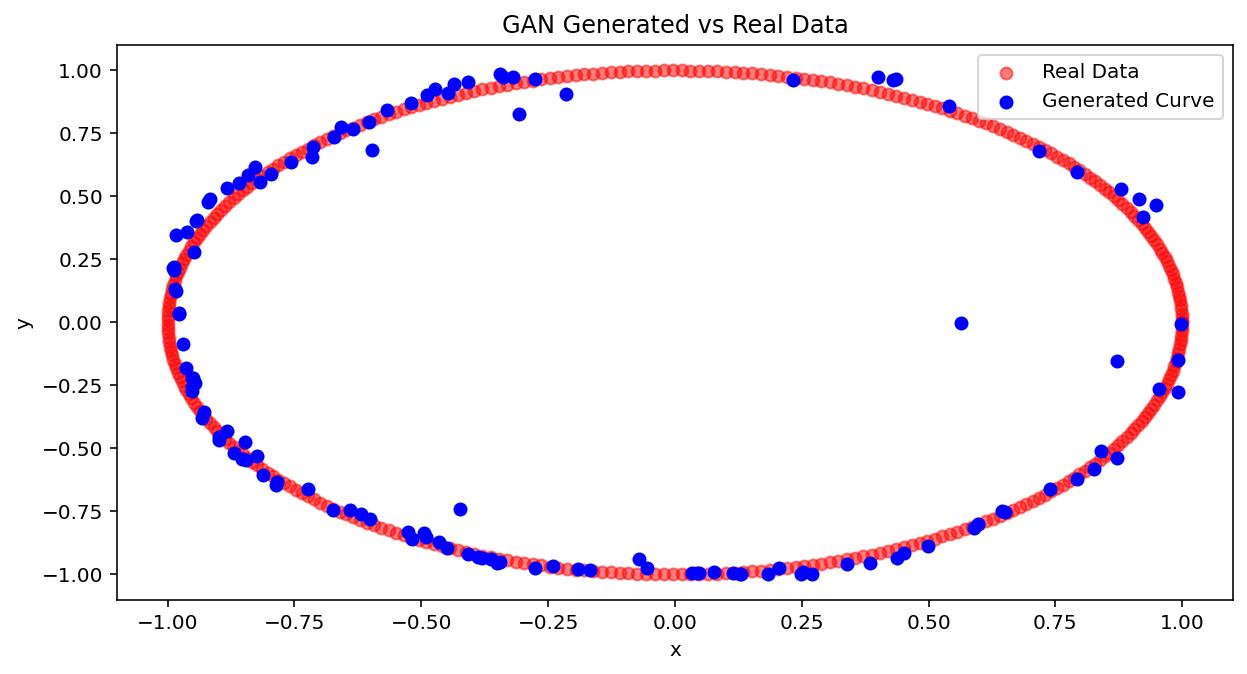 GAN Generated vs Real Data
Real Data
Generated Curve
1.00
0.75
0.50
0.25
0.00
−0.25
−0.50
−0.75
−1.00
y
−1.00 −0.75 −0.50 −0.25 0.00 0.25 0.50 0.75 1.00
x